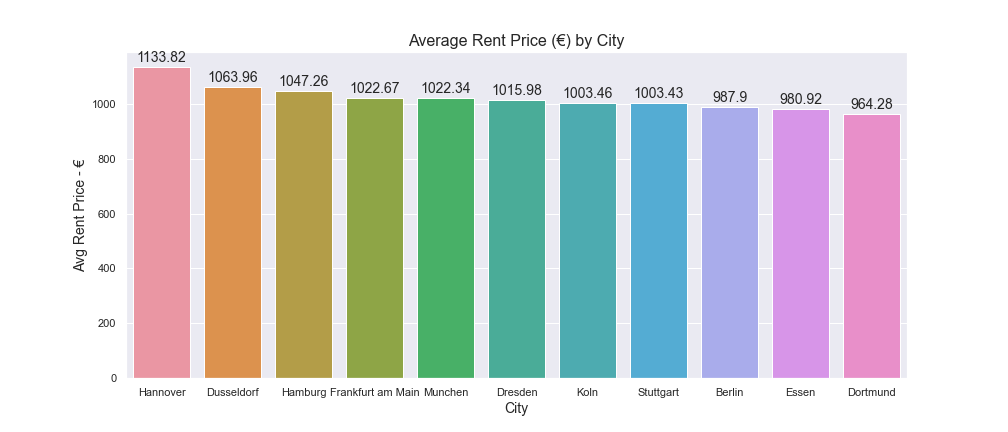 Average Rent Price (€) by City
1133.82
1063.96
1047.26
1022.67
1022.34
1015.98
1003.46
1003.43
987.9
980.92
964.28
Avg Rent Price - €
1000
800
600
400
200
0
Hannover
Dusseldorf
Hamburg
Frankfurt am Main
Munchen
Dresden
Koln
Stuttgart
Berlin
Essen
Dortmund
City